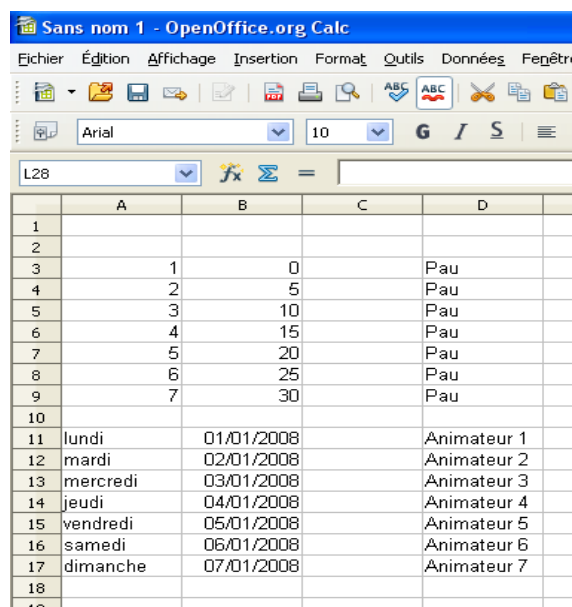 Sans nom 1 - OpenOffice.org Calc
Fichier Édition Affichage Insertion Format Outils Données Fenêtre
ABC ABC
Arial 10 G I S
L28 fx Σ =
A B C D
1
2
3 1 0 Pau
4 2 5 Pau
5 3 10 Pau
6 4 15 Pau
7 5 20 Pau
8 6 25 Pau
9 7 30 Pau
10
11 lundi 01/01/2008 Animateur 1
12 mardi 02/01/2008 Animateur 2
13 mercredi 03/01/2008 Animateur 3
14 jeudi 04/01/2008 Animateur 4
15 vendredi 05/01/2008 Animateur 5
16 samedi 06/01/2008 Animateur 6
17 dimanche 07/01/2008 Animateur 7
18